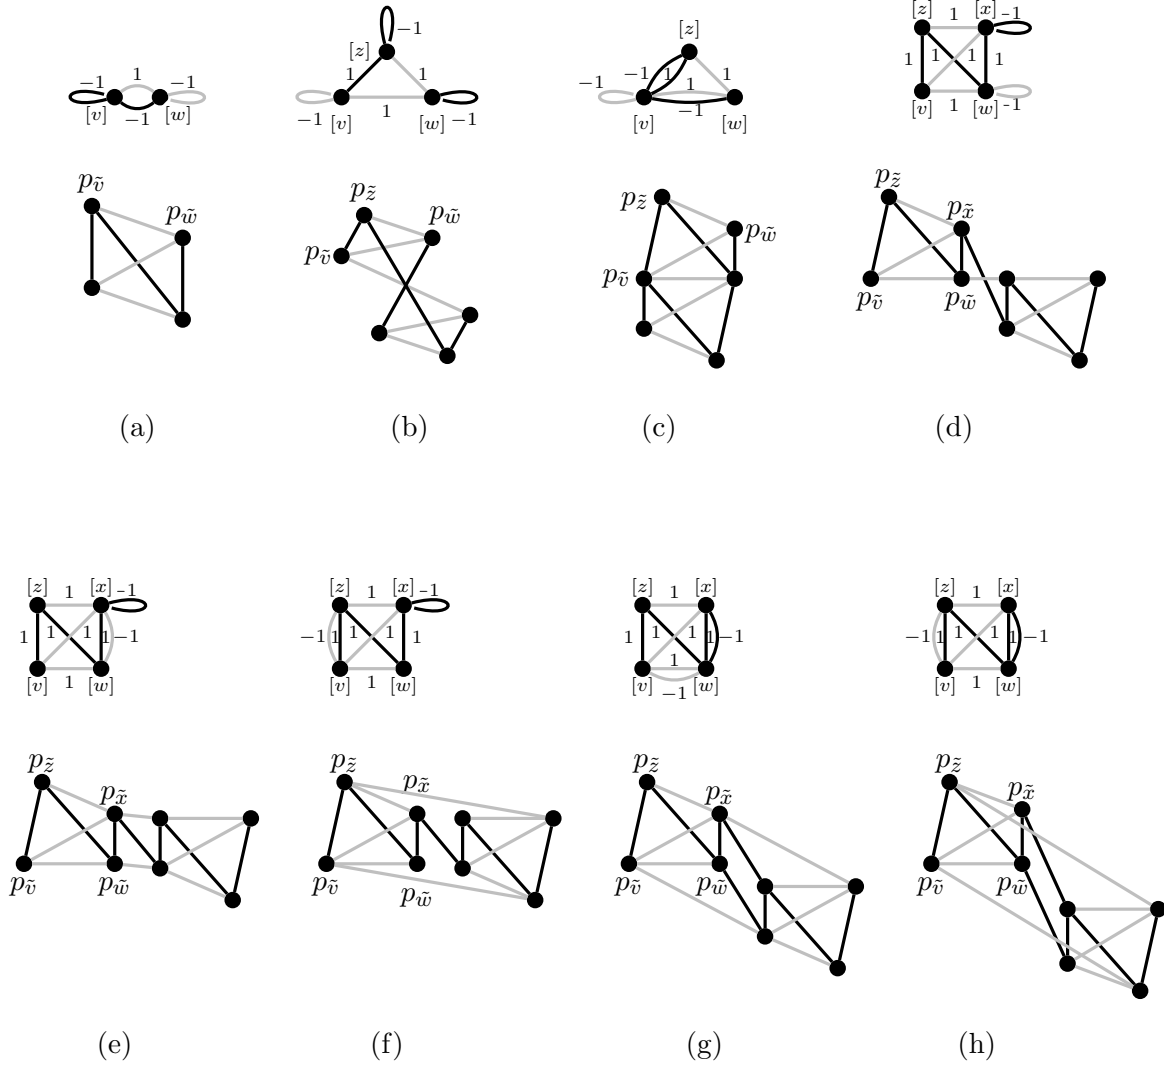 [z] 1 [x] -1
-1 [z] [z] 1 1 1 1
-1 1 -1 1 1 -1 1 1 -1 1
[v] -1 [w] -1 [v] 1 [w] -1 [v] -1 [w] [v] 1 [w] -1
p_ṽ p_w̃ p_z̃ p_w̃ p_z̃ p_z̃ p_x̃
p_ṽ p_w̃
p_ṽ p_ṽ p_w̃
(a) (b) (c) (d)
[z] 1 [x] -1 [z] 1 [x] -1 [z] 1 [x] [z] 1 [x]
1 1 1 1 -1 -1 1 1 1 1 1 1 1 1 -1 -1 1 1 1 1 -1
[v] 1 [w] [v] 1 [w] [v] 1 -1 [w] [v] 1 [w]
p_z̃ p_x̃ p_z̃ p_x̃ p_z̃ p_x̃ p_z̃ p_x̃
p_ṽ p_w̃ p_ṽ p_w̃ p_ṽ p_w̃ p_ṽ p_w̃
(e) (f) (g) (h)